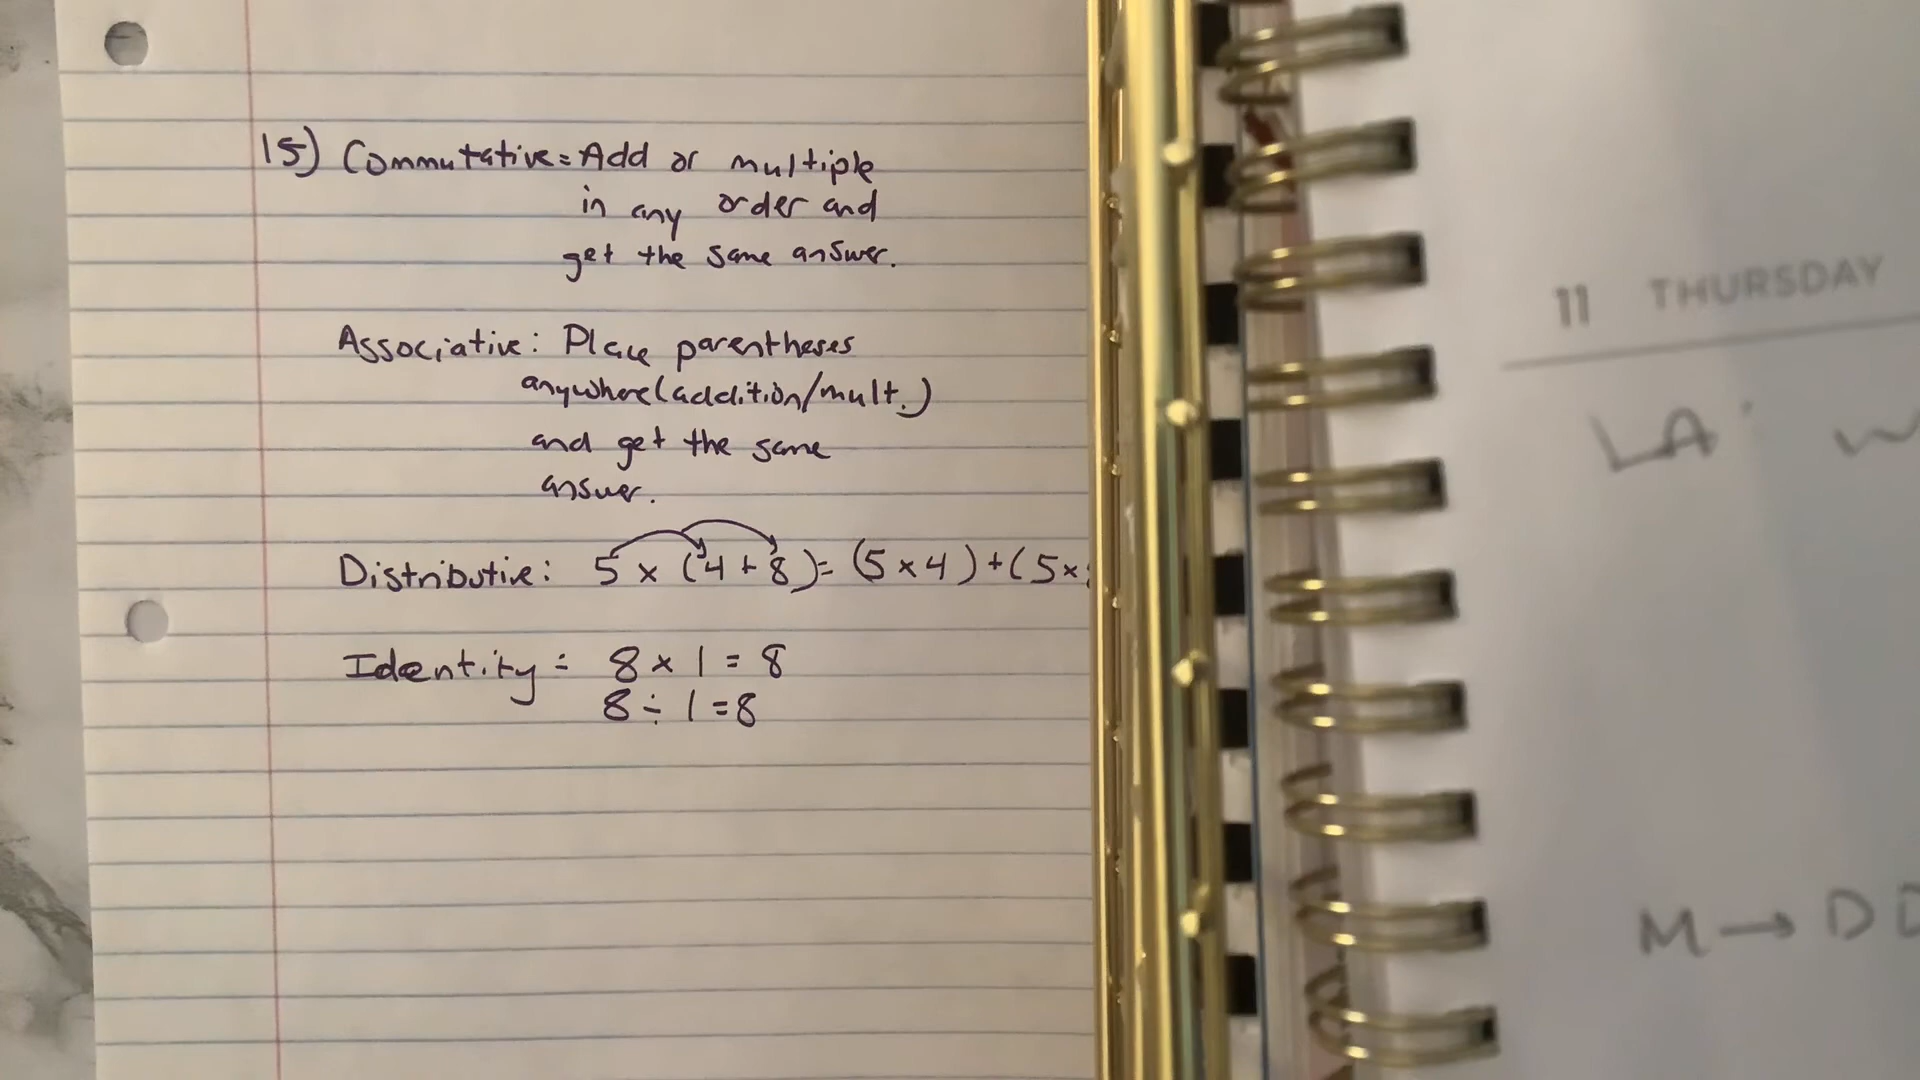 15) Commutative = Add or multiple
in any order and
get the same answer.
Associative: Place parentheses
anywhere (addition/mult.)
and get the same
answer.
Distributive: 5 x (4 + 8) = (5 x 4) + (5 x
Identity = 8 x 1 = 8
8 ÷ 1 = 8
11 THURSDAY
LA
M → D